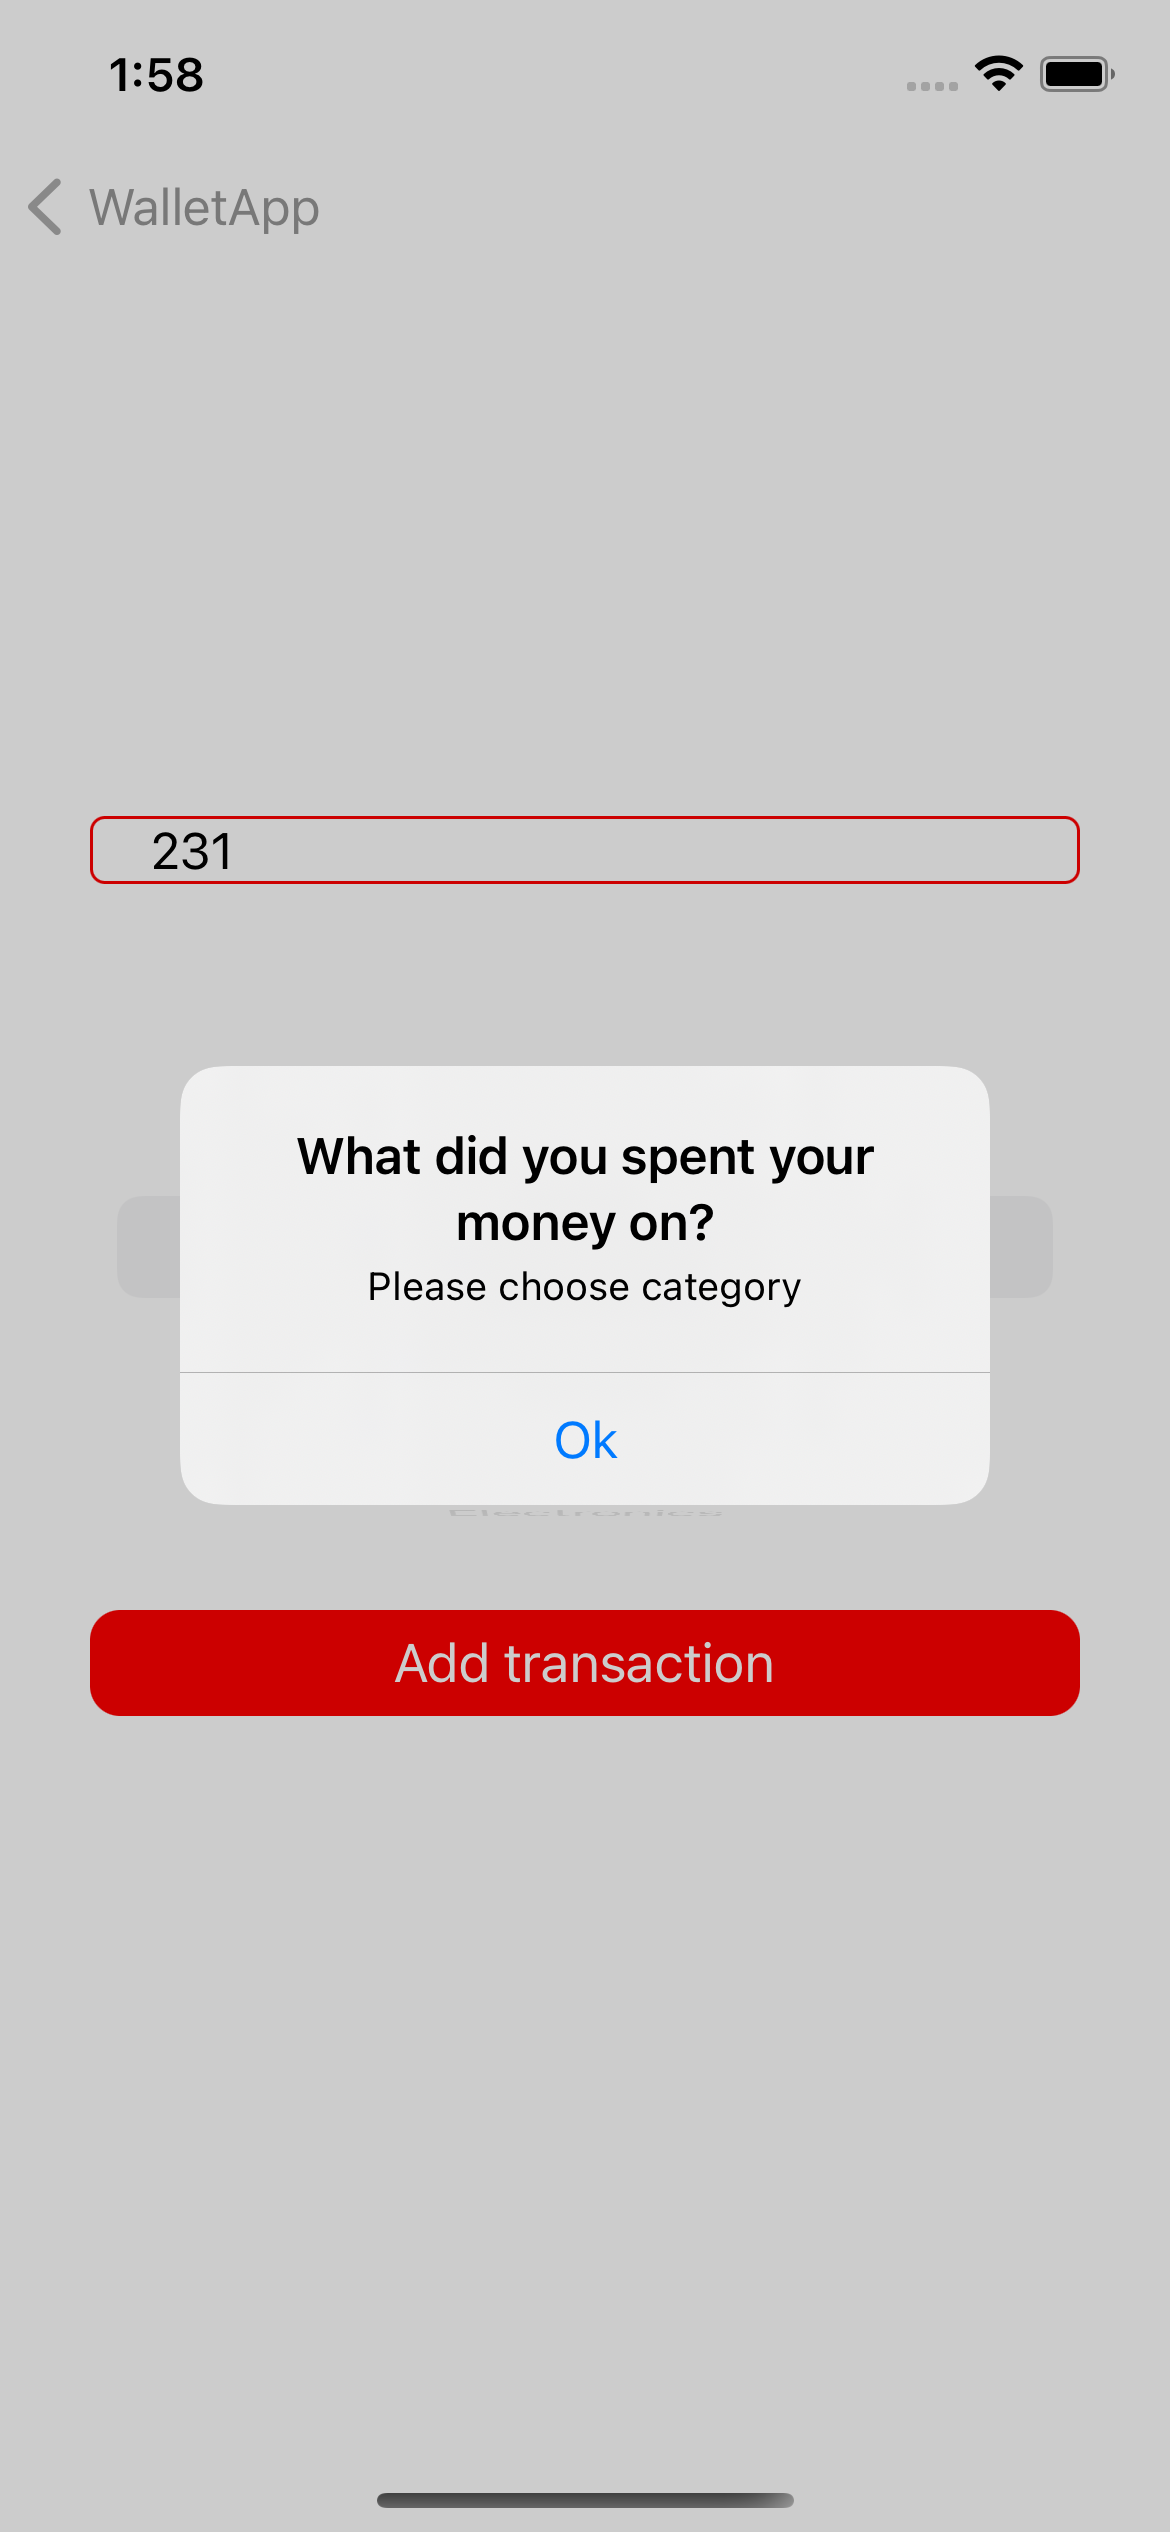 1:58
WalletApp
231
What did you spent your
money on?
Please choose category
Ok
Electronics
Add transaction